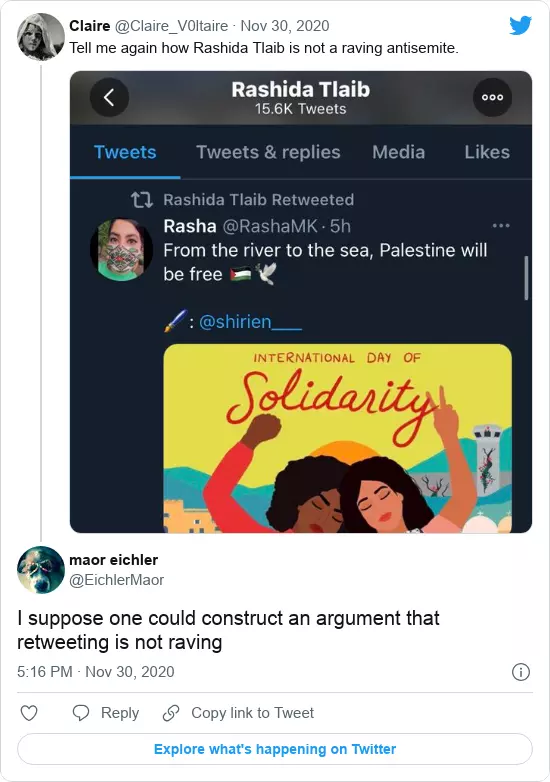 Claire @Claire_V0ltaire · Nov 30, 2020
Tell me again how Rashida Tlaib is not a raving antisemite.
Rashida Tlaib
15.6K Tweets
Tweets Tweets & replies Media Likes
Rashida Tlaib Retweeted
Rasha @RashaMK · 5h
From the river to the sea, Palestine will
be free 🇵🇸🕊️
🖌️: @shirien___
INTERNATIONAL DAY OF
Solidarity
maor eichler
@EichlerMaor
I suppose one could construct an argument that
retweeting is not raving
5:16 PM · Nov 30, 2020
Reply Copy link to Tweet
Explore what's happening on Twitter